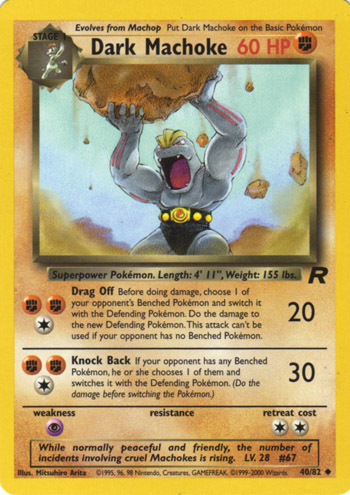 Evolves from Machop Put Dark Machoke on the Basic Pokémon
STAGE 1
Dark Machoke 60 HP
Superpower Pokémon. Length: 4' 11", Weight: 155 lbs.
R
Drag Off Before doing damage, choose 1 of
your opponent's Benched Pokémon and switch it
with the Defending Pokémon. Do the damage to
the new Defending Pokémon. This attack can't be
used if your opponent has no Benched Pokémon.
20
Knock Back If your opponent has any Benched
Pokémon, he or she chooses 1 of them and
switches it with the Defending Pokémon. (Do the
damage before switching the Pokémon.)
30
weakness resistance retreat cost
While normally peaceful and friendly, the number of
incidents involving cruel Machokes is rising. LV. 28 #67
Illus. Mitsuhiro Arita ©1995, 96, 98 Nintendo, Creatures, GAMEFREAK. ©1999-2000 Wizards. 40/82